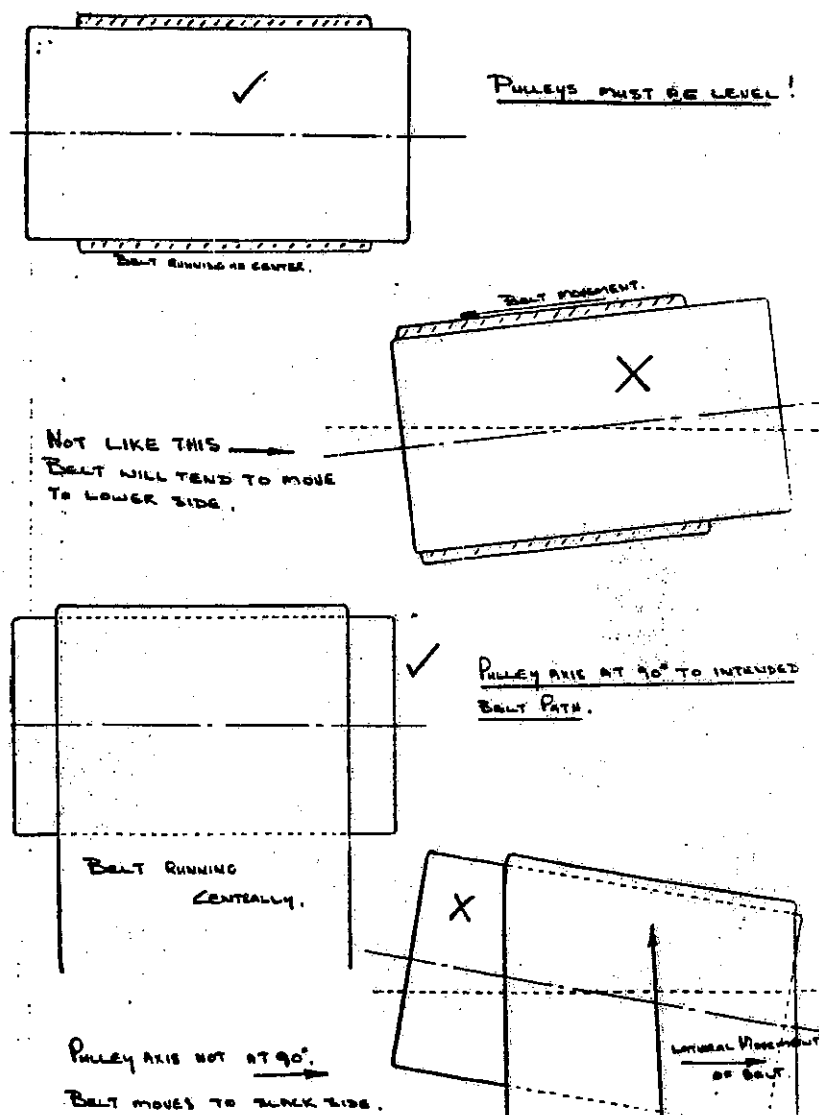 PULLEYS MUST BE LEVEL!
BELT RUNNING ON CENTER.
BELT MOVEMENT.
NOT LIKE THIS
BELT WILL TEND TO MOVE
TO LOWER SIDE.
PULLEY AXIS AT 90° TO INTENDED
BELT PATH.
BELT RUNNING
CENTRALLY.
X
LATERAL MOVEMENT
OF BELT.
PULLEY AXIS NOT AT 90°.
BELT MOVES TO SLACK SIDE.